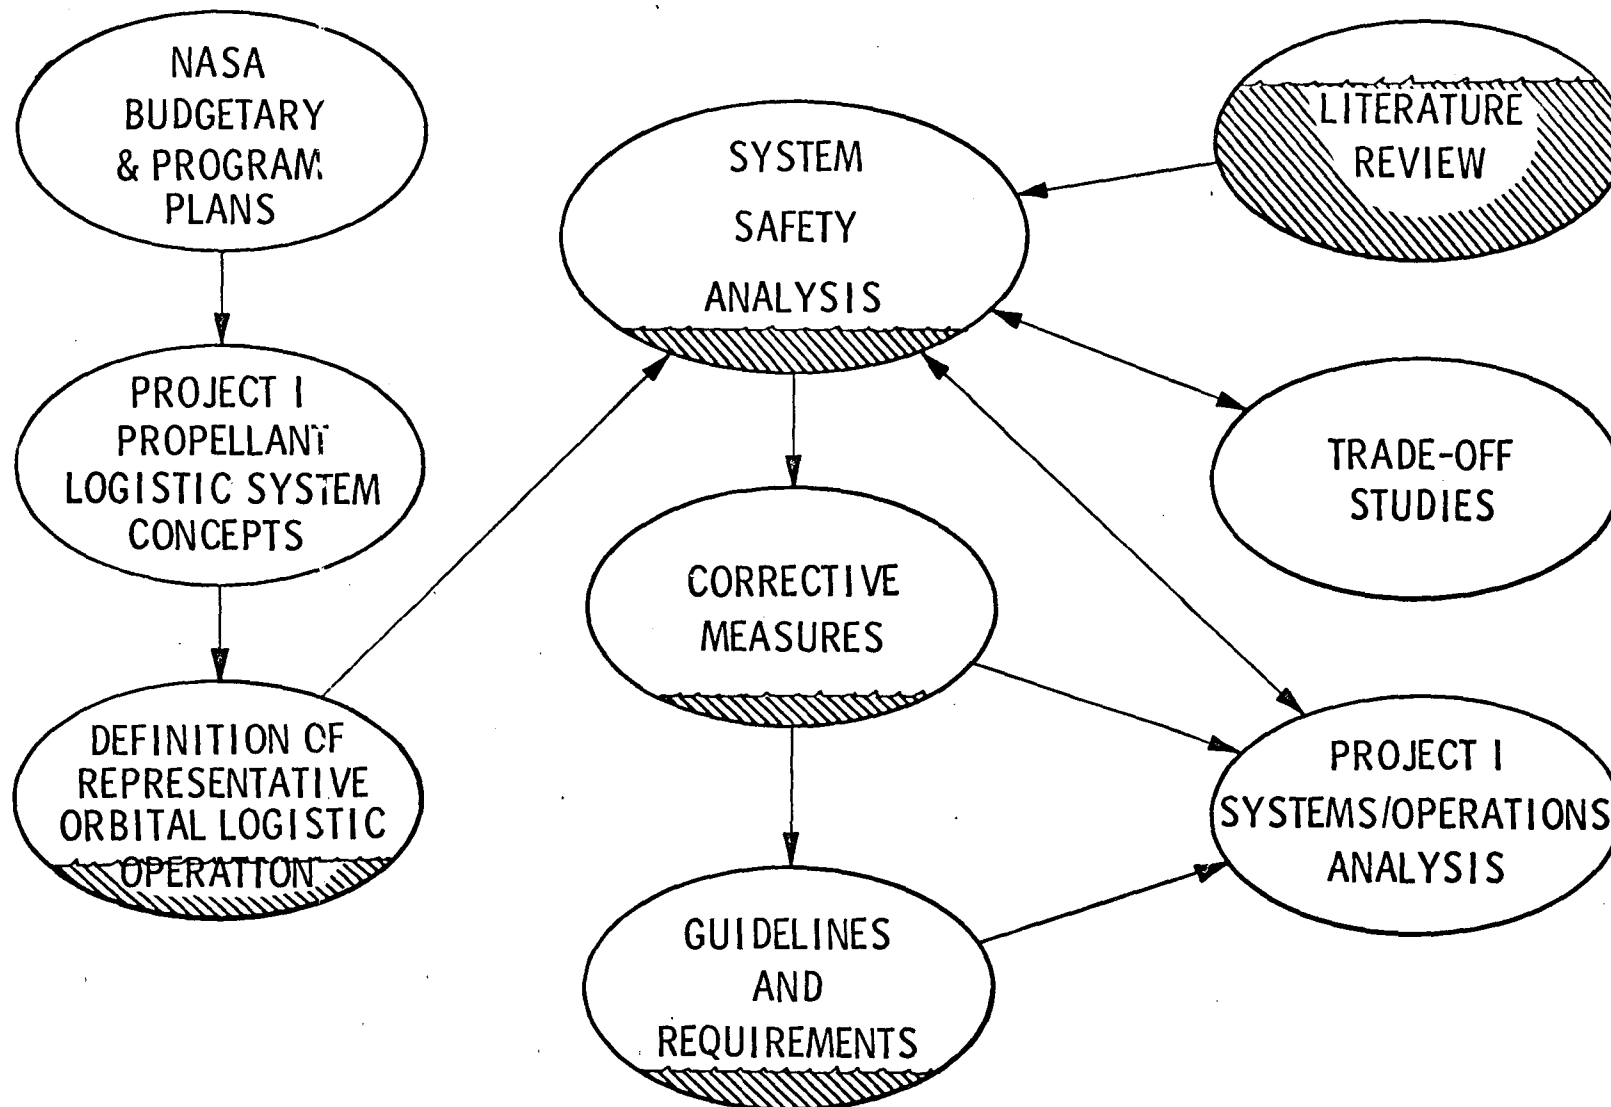 NASA
BUDGETARY
& PROGRAM
PLANS
PROJECT I
PROPELLANT
LOGISTIC SYSTEM
CONCEPTS
DEFINITION OF
REPRESENTATIVE
ORBITAL LOGISTIC
OPERATION
SYSTEM
SAFETY
ANALYSIS
CORRECTIVE
MEASURES
GUIDELINES
AND
REQUIREMENTS
LITERATURE
REVIEW
TRADE-OFF
STUDIES
PROJECT I
SYSTEMS/OPERATIONS
ANALYSIS